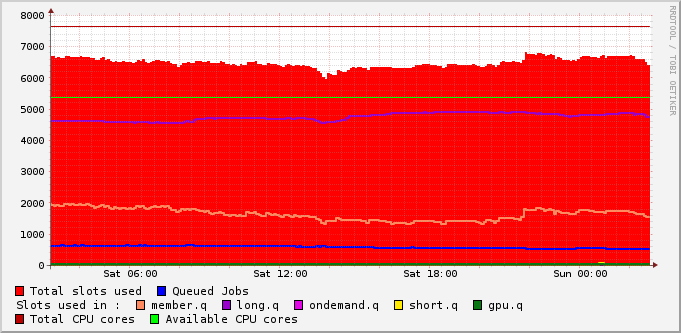 RRDTOOL / TOBI OETIKER
8000
7000
6000
5000
4000
3000
2000
1000
0
Sat 06:00 Sat 12:00 Sat 18:00 Sun 00:00
Total slots used Queued Jobs
Slots used in : member.q long.q ondemand.q short.q gpu.q
Total CPU cores Available CPU cores